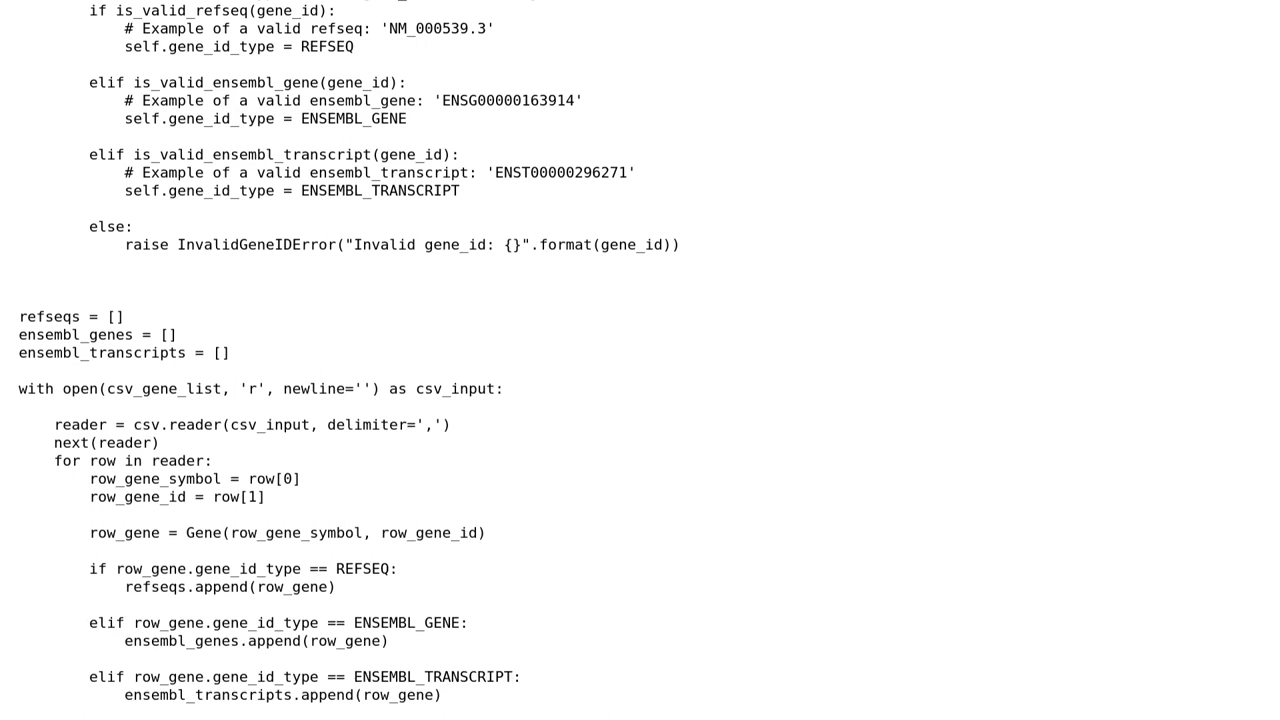 if is_valid_refseq(gene_id):
# Example of a valid refseq: 'NM_000539.3'
self.gene_id_type = REFSEQ
elif is_valid_ensembl_gene(gene_id):
# Example of a valid ensembl_gene: 'ENSG00000163914'
self.gene_id_type = ENSEMBL_GENE
elif is_valid_ensembl_transcript(gene_id):
# Example of a valid ensembl_transcript: 'ENST00000296271'
self.gene_id_type = ENSEMBL_TRANSCRIPT
else:
raise InvalidGeneIDError("Invalid gene_id: {}".format(gene_id))
refseqs = []
ensembl_genes = []
ensembl_transcripts = []
with open(csv_gene_list, 'r', newline='') as csv_input:
reader = csv.reader(csv_input, delimiter=',')
next(reader)
for row in reader:
row_gene_symbol = row[0]
row_gene_id = row[1]
row_gene = Gene(row_gene_symbol, row_gene_id)
if row_gene.gene_id_type == REFSEQ:
refseqs.append(row_gene)
elif row_gene.gene_id_type == ENSEMBL_GENE:
ensembl_genes.append(row_gene)
elif row_gene.gene_id_type == ENSEMBL_TRANSCRIPT:
ensembl_transcripts.append(row_gene)